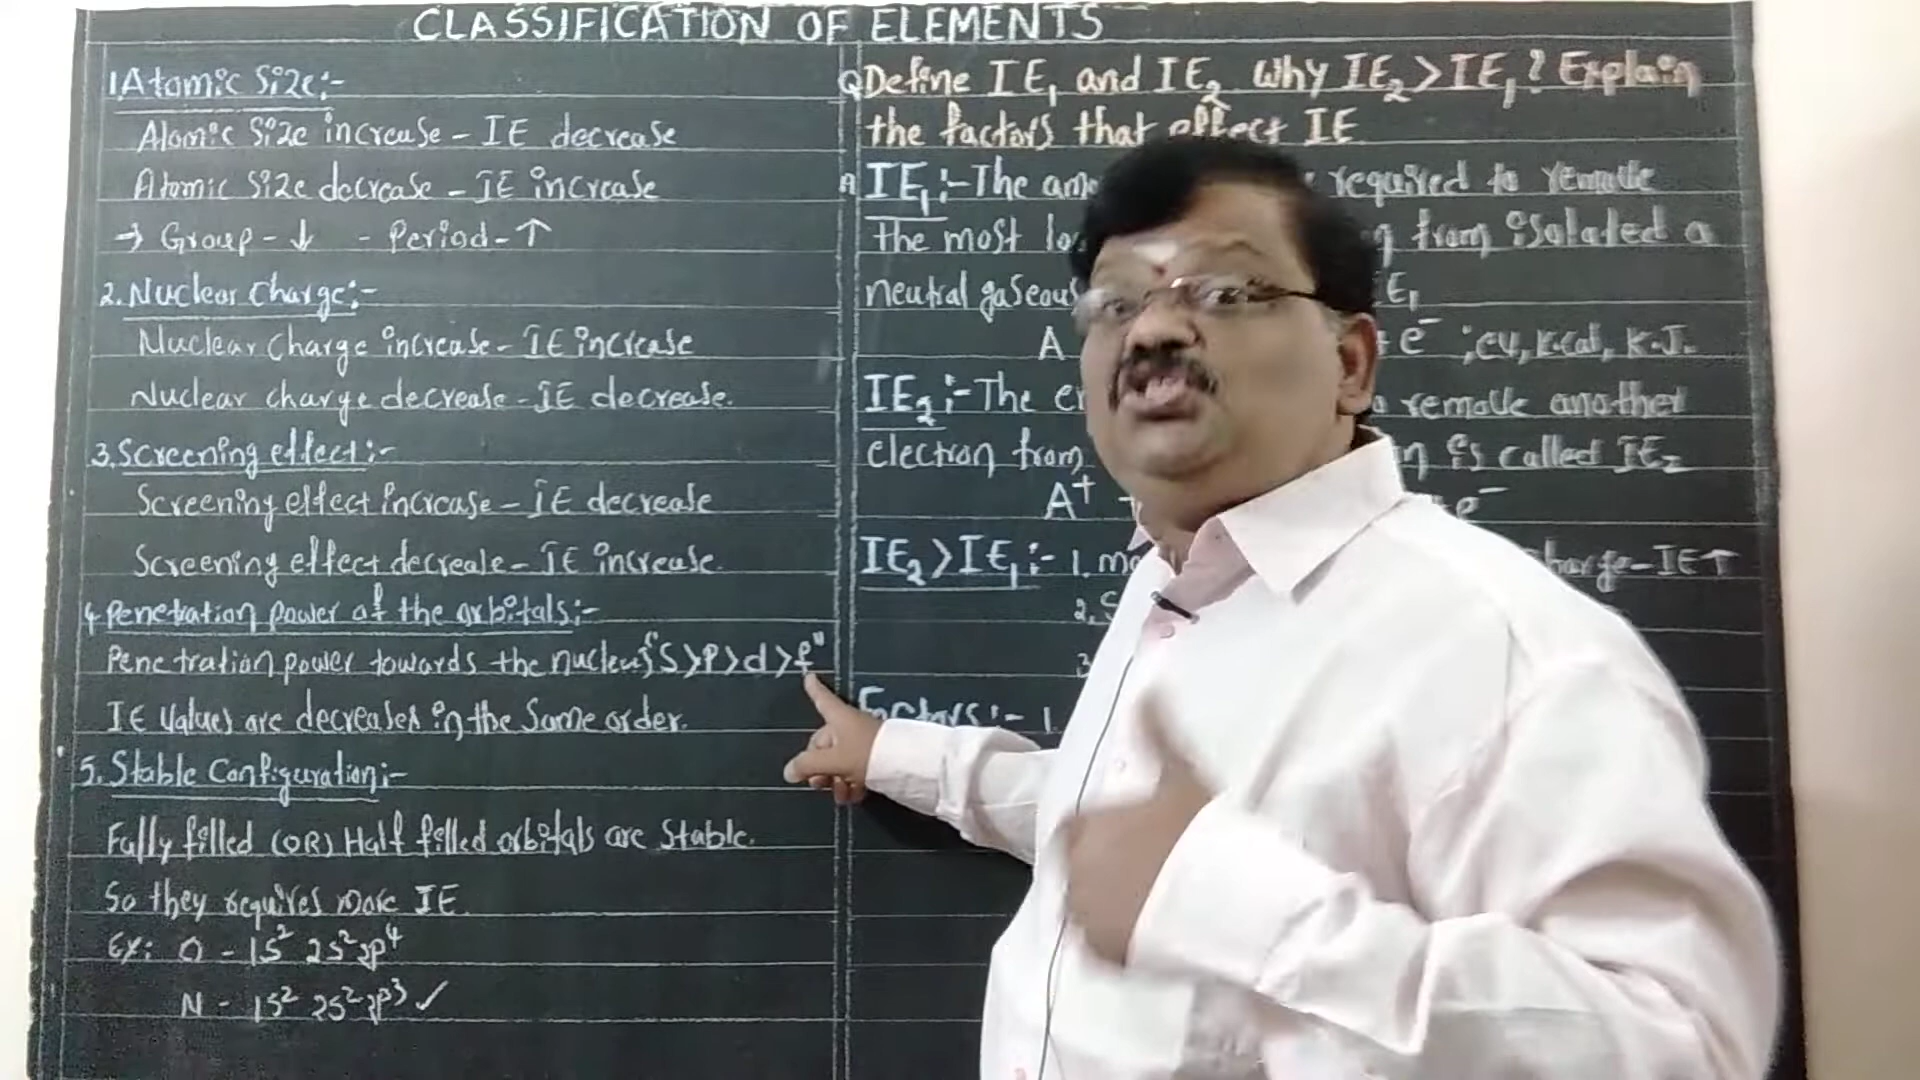 CLASSIFICATION OF ELEMENTS
1.Atomic Size:-
Atomic Size increase - IE decrease
Atomic Size decrease - IE increase
→ Group - ↓ - Period - ↑
2. Nuclear Charge:-
Nuclear Charge increase - IE increase
Nuclear charge decrease - IE decrease.
3. Screening effect:-
Screening effect increase - IE decrease
Screening effect decrease - IE increase.
4. Penetration power of the orbitals:-
Penetration power towards the nucleus "S>P>d>f"
IE Values are decreases in the Same order.
5. Stable Configuration:-
Fully filled (OR) Half filled orbitals are Stable.
So they requires more IE.
Ex: O - 1S² 2S² 2P⁴
N - 1S² 2S² 2P³ ✓
Q Define IE₁ and IE₂. Why IE₂ > IE₁? Explain
the factors that effect IE
A IE₁:- The required to remove
the most from isolated a
neutral gaseous IE₁
A e⁻ ; eV, K.Cal, K.J.
IE₂:- The remove another
electron from is called IE₂
A⁺ + e⁻
IE₂ > IE₁:- 1. charge - IE ↑
2.
3
Factors:- 1.